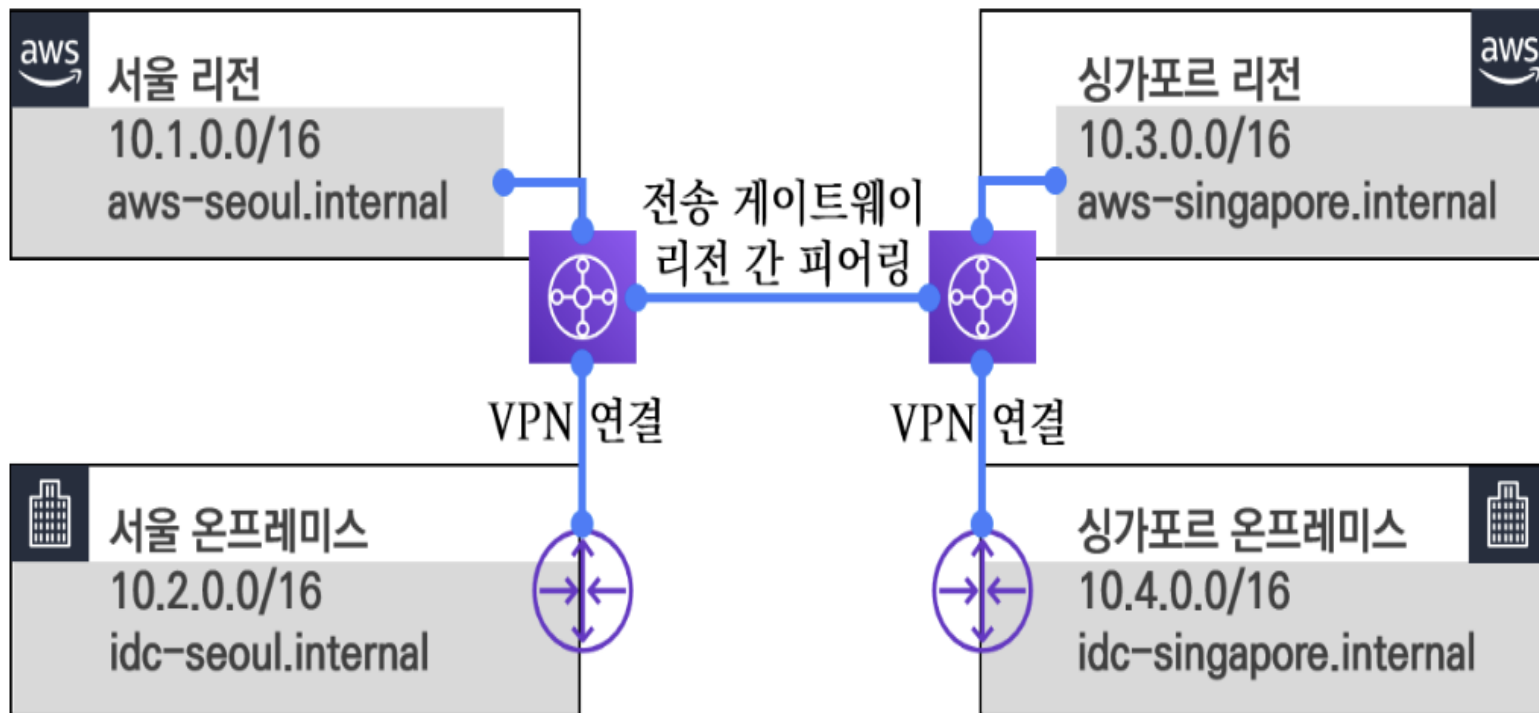 aws
서울 리전
10.1.0.0/16
aws-seoul.internal
aws
싱가포르 리전
10.3.0.0/16
aws-singapore.internal
전송 게이트웨이
리전 간 피어링
VPN 연결
VPN 연결
서울 온프레미스
10.2.0.0/16
idc-seoul.internal
싱가포르 온프레미스
10.4.0.0/16
idc-singapore.internal